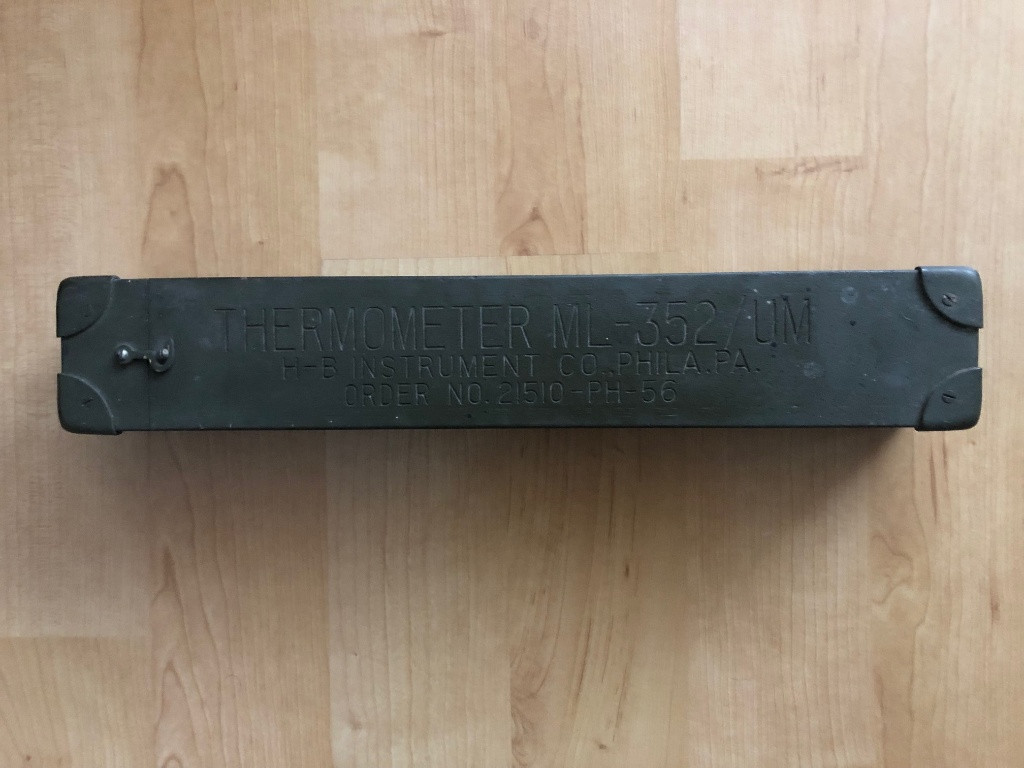 THERMOMETER ML-352/UM
H-B INSTRUMENT CO. PHILA.PA.
ORDER NO. 21510-PH-56